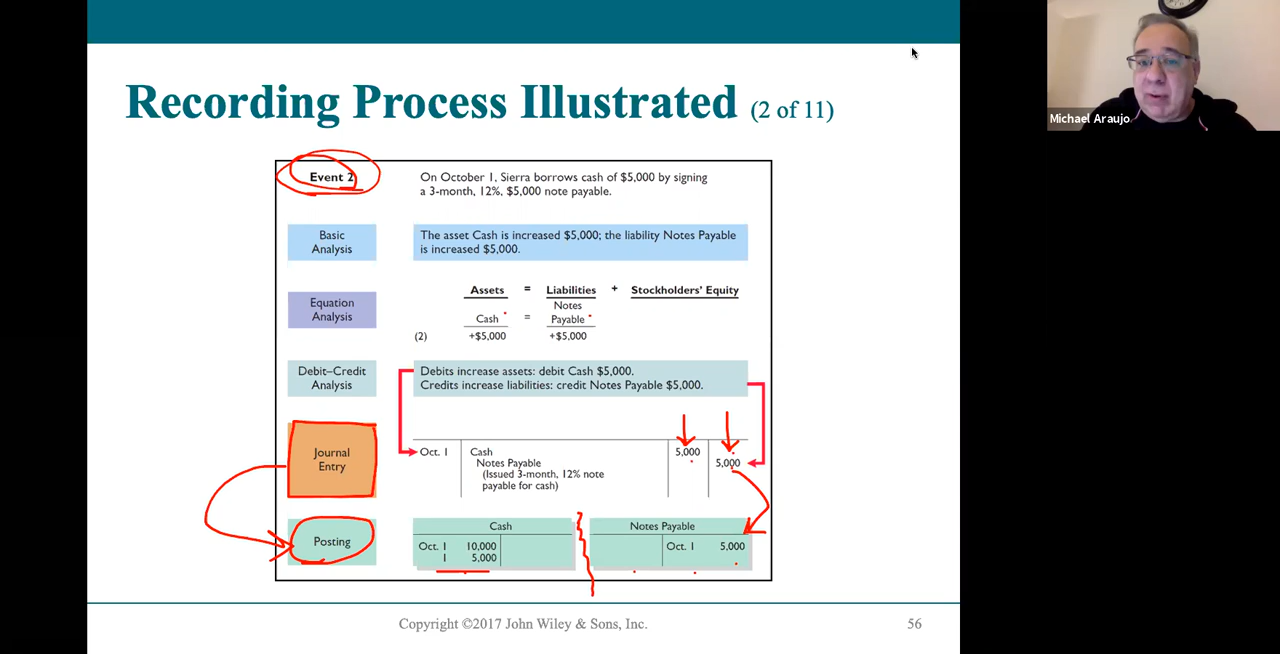 Recording Process Illustrated (2 of 11)
Michael Araujo
Event 2
On October 1, Sierra borrows cash of $5,000 by signing
a 3-month, 12%, $5,000 note payable.
Basic
Analysis
The asset Cash is increased $5,000; the liability Notes Payable
is increased $5,000.
Equation
Analysis
Assets = Liabilities + Stockholders' Equity
Notes
Cash = Payable
(2) +$5,000 +$5,000
Debit–Credit
Analysis
Debits increase assets: debit Cash $5,000.
Credits increase liabilities: credit Notes Payable $5,000.
Journal
Entry
Oct. 1 Cash 5,000
Notes Payable 5,000
(Issued 3-month, 12% note
payable for cash)
Posting
Cash
Oct. 1 10,000
1 5,000
Notes Payable
Oct. 1 5,000
Copyright ©2017 John Wiley & Sons, Inc.
56